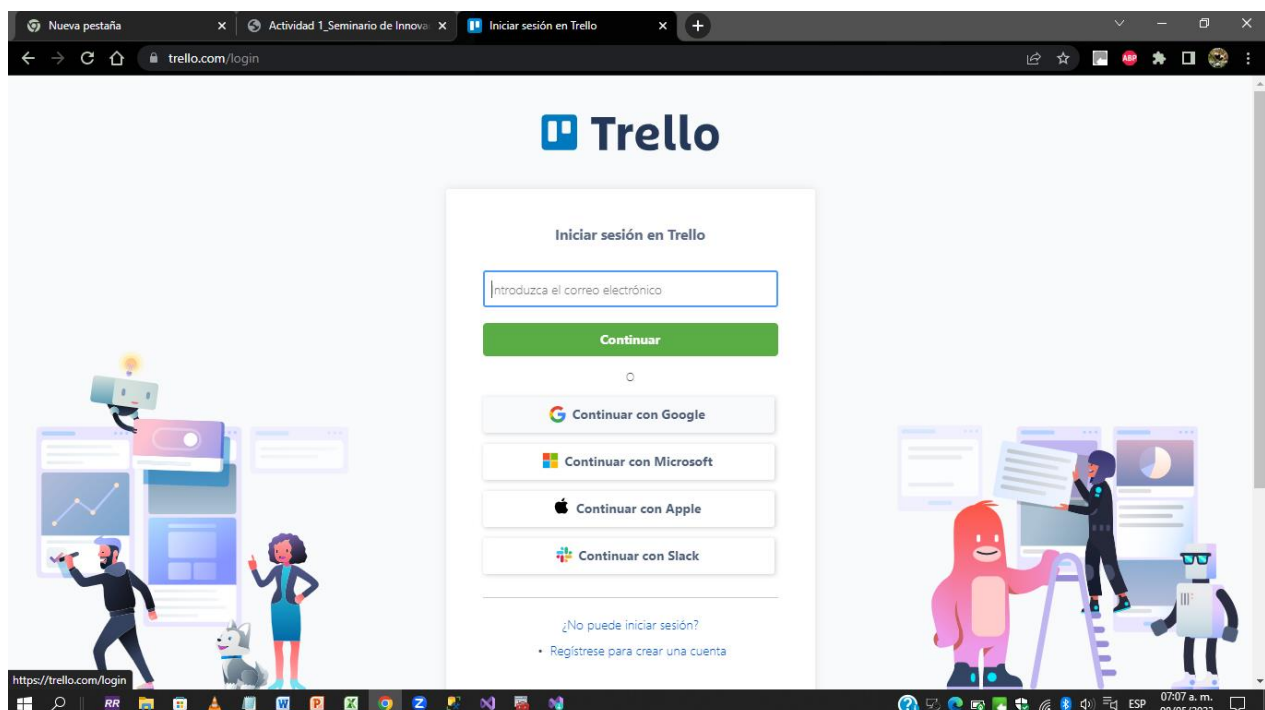 Nueva pestaña
Actividad 1_Seminario de Innova
Iniciar sesión en Trello
trello.com/login
ABP
Trello
Iniciar sesión en Trello
Introduzca el correo electrónico
Continuar
O
Continuar con Google
Continuar con Microsoft
Continuar con Apple
Continuar con Slack
¿No puede iniciar sesión?
• Regístrese para crear una cuenta
https://trello.com/login
RR
ESP
07:07 a. m.